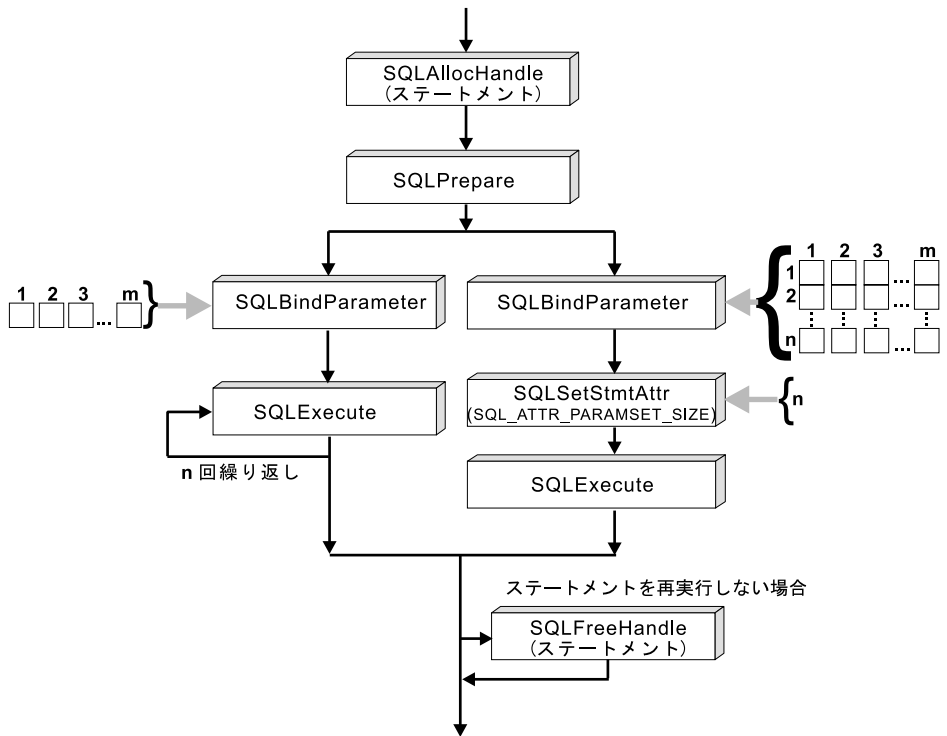 SQLAllocHandle
(ステートメント)
SQLPrepare
1 2 3 m
...
SQLBindParameter
SQLBindParameter
1 2 3 m
1
2
n
...
...
...
SQLExecute
n 回繰り返し
SQLSetStmtAttr
(SQL_ATTR_PARAMSET_SIZE)
n
SQLExecute
ステートメントを再実行しない場合
SQLFreeHandle
(ステートメント)